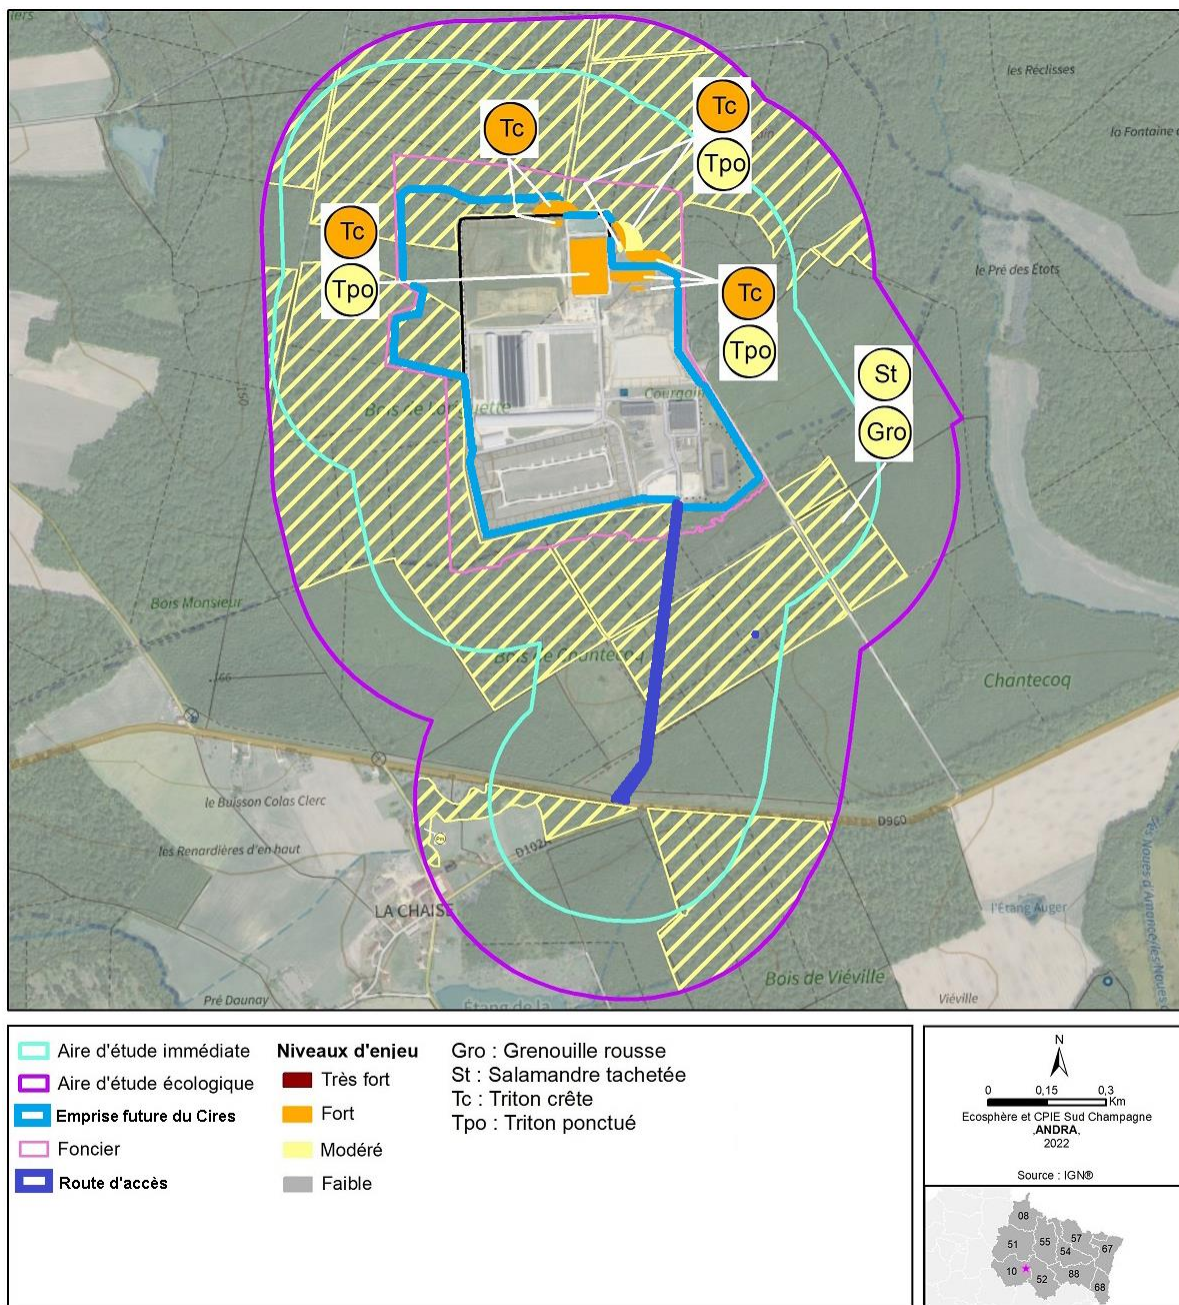 les Réclisses
la Fontaine
Tc
Tc
Tpo
Tc
Tpo
le Pré des Étots
Tc
Tpo
St
Gro
Courgain
Bois Monsieur
Bois de Chantecoq
Chantecoq
le Buisson Colas Clerc
D960
les Renardières d'en haut
D102A
LA CHAISE
l'Étang Auger
Bois de Viéville
Pré Daunay
Étang de la
Viéville
Aire d'étude immédiate
Aire d'étude écologique
Emprise future du Cires
Foncier
Route d'accès
Niveaux d'enjeu
Très fort
Fort
Modéré
Faible
Gro : Grenouille rousse
St : Salamandre tachetée
Tc : Triton crête
Tpo : Triton ponctué
N
0 0,15 0,3
Km
Ecosphère et CPIE Sud Champagne
ANDRA
2022
Source : IGN®
08
51 55 57
54 67
10 52 88
68